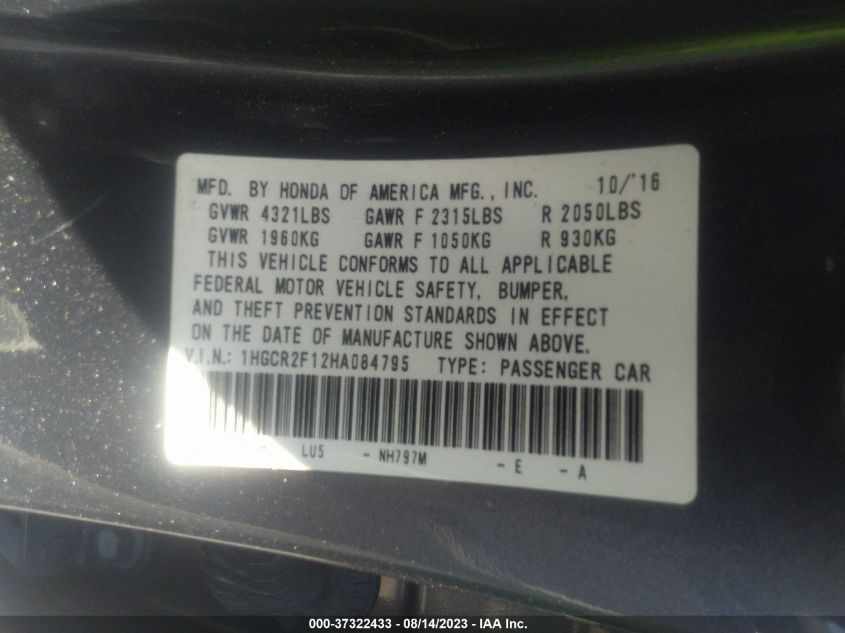 MFD. BY HONDA OF AMERICA MFG., INC. 10/'16
GVWR 4321LBS GAWR F 2315LBS R 2050LBS
GVWR 1960KG GAWR F 1050KG R 930KG
THIS VEHICLE CONFORMS TO ALL APPLICABLE
FEDERAL MOTOR VEHICLE SAFETY, BUMPER,
AND THEFT PREVENTION STANDARDS IN EFFECT
ON THE DATE OF MANUFACTURE SHOWN ABOVE.
V.I.N.: 1HGCR2F12HA084795 TYPE: PASSENGER CAR
LU5 - NH797M - E - A
000-37322433 - 08/14/2023 - IAA Inc.